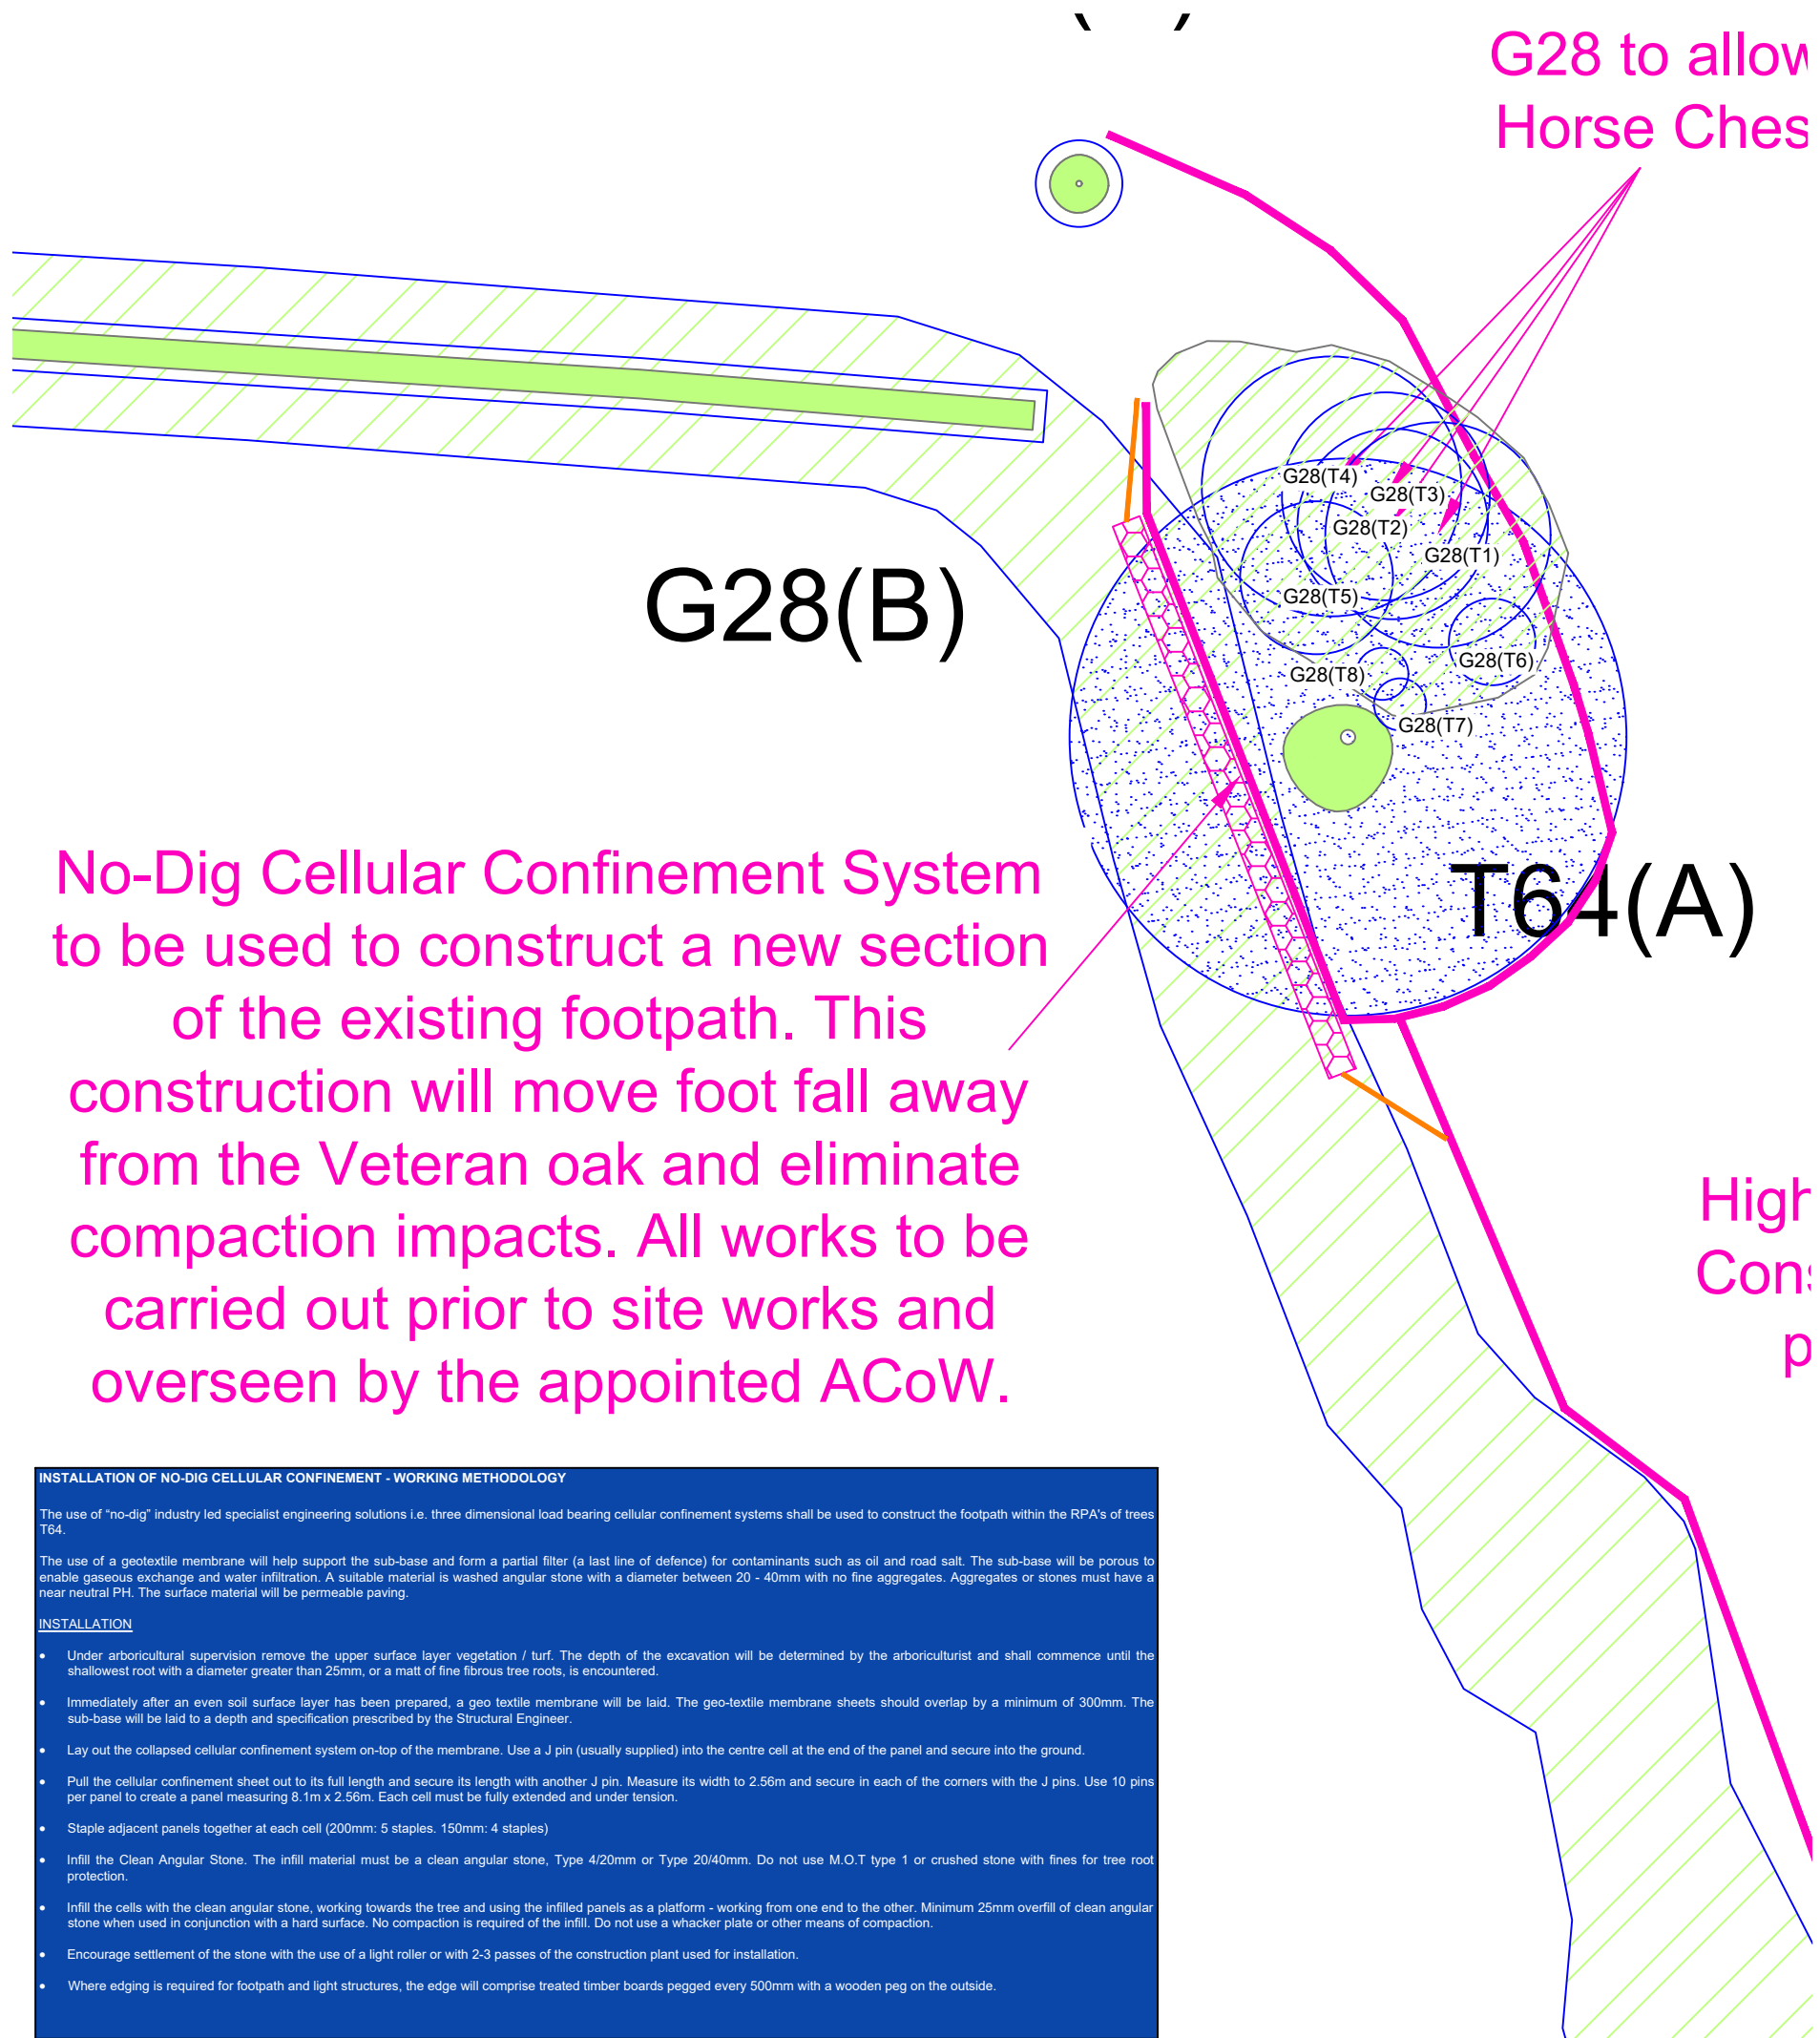 G28 to allow
Horse Ches
G28(T4)
G28(T3)
G28(T2)
G28(T1)
G28(T5)
G28(T6)
G28(T8)
G28(T7)
G28(B)
T64(A)
No-Dig Cellular Confinement System
to be used to construct a new section
of the existing footpath. This
construction will move foot fall away
from the Veteran oak and eliminate
compaction impacts. All works to be
carried out prior to site works and
overseen by the appointed ACoW.
High
Cons
p
INSTALLATION OF NO-DIG CELLULAR CONFINEMENT - WORKING METHODOLOGY
The use of “no-dig” industry led specialist engineering solutions i.e. three dimensional load bearing cellular confinement systems shall be used to construct the footpath within the RPA's of trees
T64.
The use of a geotextile membrane will help support the sub-base and form a partial filter (a last line of defence) for contaminants such as oil and road salt. The sub-base will be porous to
enable gaseous exchange and water infiltration. A suitable material is washed angular stone with a diameter between 20 - 40mm with no fine aggregates. Aggregates or stones must have a
near neutral PH. The surface material will be permeable paving.
INSTALLATION
• Under arboricultural supervision remove the upper surface layer vegetation / turf. The depth of the excavation will be determined by the arboriculturist and shall commence until the
shallowest root with a diameter greater than 25mm, or a matt of fine fibrous tree roots, is encountered.
• Immediately after an even soil surface layer has been prepared, a geo textile membrane will be laid. The geo-textile membrane sheets should overlap by a minimum of 300mm. The
sub-base will be laid to a depth and specification prescribed by the Structural Engineer.
• Lay out the collapsed cellular confinement system on-top of the membrane. Use a J pin (usually supplied) into the centre cell at the end of the panel and secure into the ground.
• Pull the cellular confinement sheet out to its full length and secure its length with another J pin. Measure its width to 2.56m and secure in each of the corners with the J pins. Use 10 pins
per panel to create a panel measuring 8.1m x 2.56m. Each cell must be fully extended and under tension.
• Staple adjacent panels together at each cell (200mm: 5 staples. 150mm: 4 staples)
• Infill the Clean Angular Stone. The infill material must be a clean angular stone, Type 4/20mm or Type 20/40mm. Do not use M.O.T type 1 or crushed stone with fines for tree root
protection.
• Infill the cells with the clean angular stone, working towards the tree and using the infilled panels as a platform - working from one end to the other. Minimum 25mm overfill of clean angular
stone when used in conjunction with a hard surface. No compaction is required of the infill. Do not use a whacker plate or other means of compaction.
• Encourage settlement of the stone with the use of a light roller or with 2-3 passes of the construction plant used for installation.
• Where edging is required for footpath and light structures, the edge will comprise treated timber boards pegged every 500mm with a wooden peg on the outside.